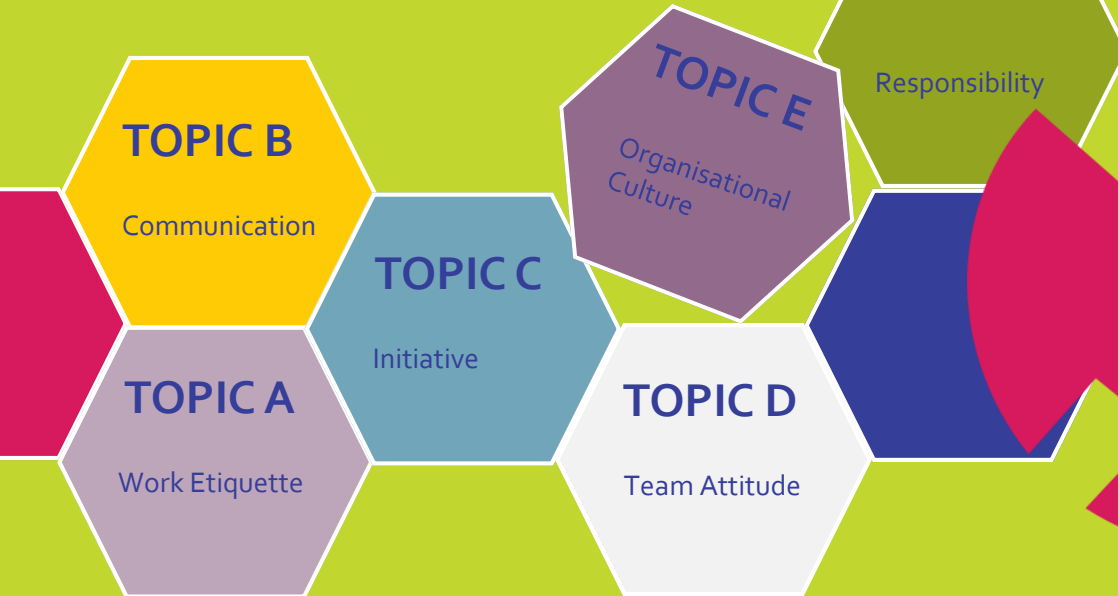 TOPIC B
Communication
TOPIC A
Work Etiquette
TOPIC C
Initiative
TOPIC E
Organisational
Culture
TOPIC D
Team Attitude
Responsibility